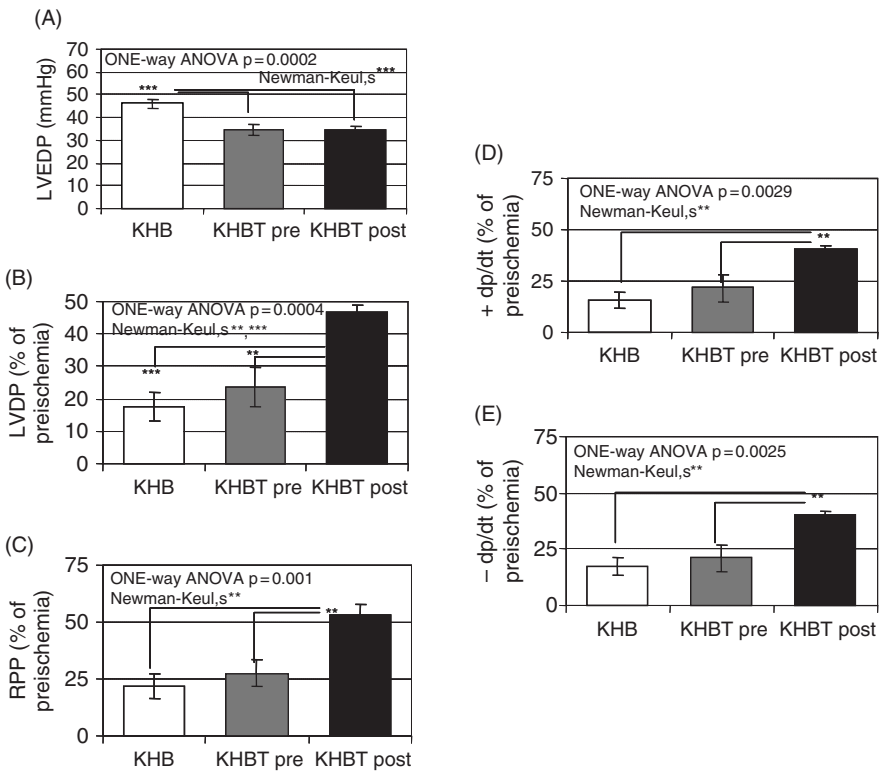 (A)
LVEDP (mmHg)
70
60
50
40
30
20
10
0
ONE-way ANOVA p=0.0002
Newman-Keul,s***
***
KHB KHBT pre KHBT post
(B)
LVDP (% of
preischemia)
50
40
30
20
10
0
ONE-way ANOVA p=0.0004
Newman-Keul,s**,***
**
***
KHB KHBT pre KHBT post
(C)
RPP (% of
preischemia)
75
50
25
0
ONE-way ANOVA p=0.001
Newman-Keul,s**
**
KHB KHBT pre KHBT post
(D)
+ dp/dt (% of
preischemia)
75
50
25
0
ONE-way ANOVA p=0.0029
Newman-Keul,s**
**
KHB KHBT pre KHBT post
(E)
– dp/dt (% of
preischemia)
75
50
25
0
ONE-way ANOVA p=0.0025
Newman-Keul,s**
**
KHB KHBT pre KHBT post